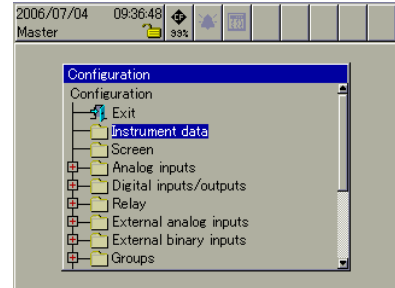 2006/07/04 09:36:48
Master 99%
Configuration
Configuration
Exit
Instrument data
Screen
Analog inputs
Digital inputs/outputs
Relay
External analog inputs
External binary inputs
Groups